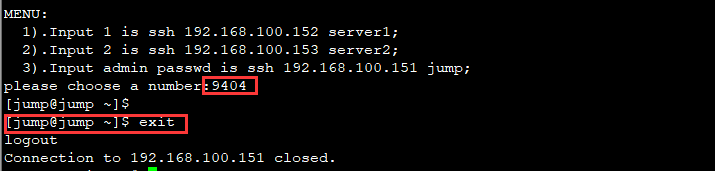 MENU:
1).Input 1 is ssh 192.168.100.152 server1;
2).Input 2 is ssh 192.168.100.153 server2;
3).Input admin passwd is ssh 192.168.100.151 jump;
please choose a number:9404
[jump@jump ~]$
[jump@jump ~]$ exit
logout
Connection to 192.168.100.151 closed.